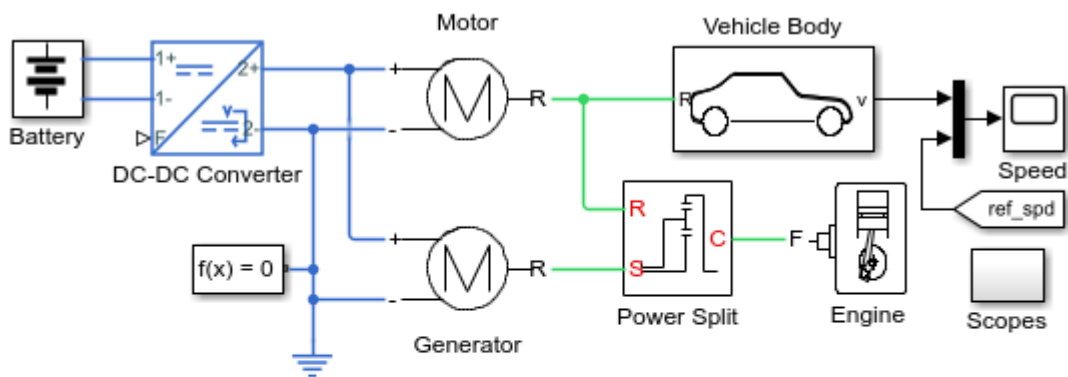 Motor
Vehicle Body
1+
2+
+
M
R
R
v
1-
v
F
2-
-
Battery
DC-DC Converter
Speed
R
ref_spd
+
C
F
f(x) = 0
M
R
S
-
Power Split
Engine
Scopes
Generator